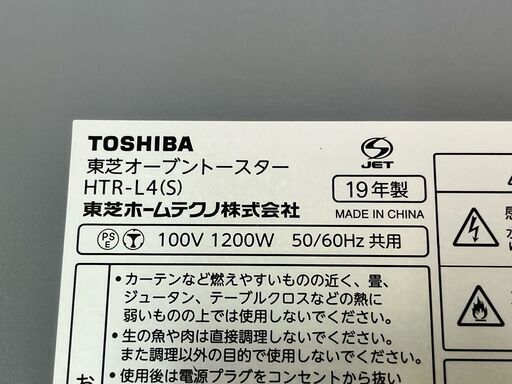 TOSHIBA
東芝オーブントースター
HTR-L4(S)
東芝ホームテクノ株式会社
JET
19年製
MADE IN CHINA
PS E 100V 1200W 50/60Hz 共用
・カーテンなど燃えやすいものの近く、畳、
ジュータン、テーブルクロスなどの熱に
弱いものの上では使用しないでください。
・生の魚や肉は直接調理しないでください。
また調理以外の目的で使用しないでください。
・使用後は電源プラグをコンセントから抜い
お
感
水